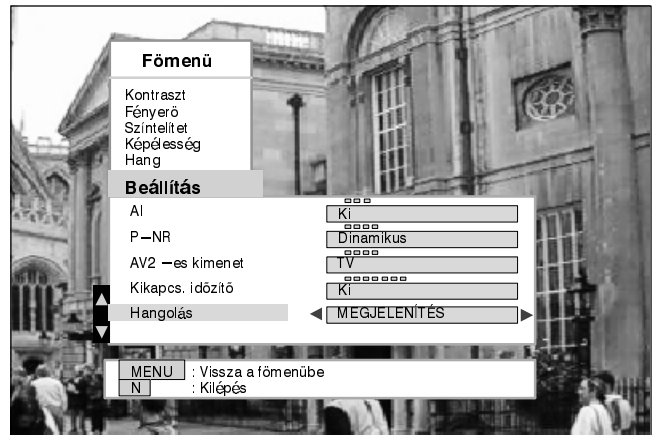 Fömenü
Kontraszt
Fényerö
Színtelítet
Képélesség
Hang
Beállítás
AI Ki
P–NR Dinamikus
AV2 –es kimenet TV
Kikapcs. időzítő Ki
Hangolás MEGJELENÍTÉS
MENU : Vissza a fömenübe
N : Kilépés